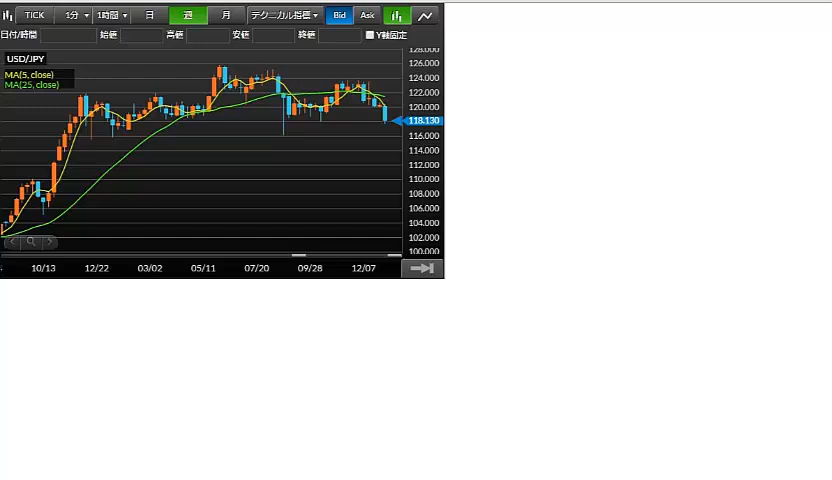 TICK 1分 1時間 日 週 月 テクニカル指標 Bid Ask
日付/時間 始値 高値 安値 終値 Y軸固定
USD/JPY
MA(5,close)
MA(25,close)
128.000
126.000
124.000
122.000
120.000
118.130
116.000
114.000
112.000
110.000
108.000
106.000
104.000
102.000
100.000
10/13 12/22 03/02 05/11 07/20 09/28 12/07